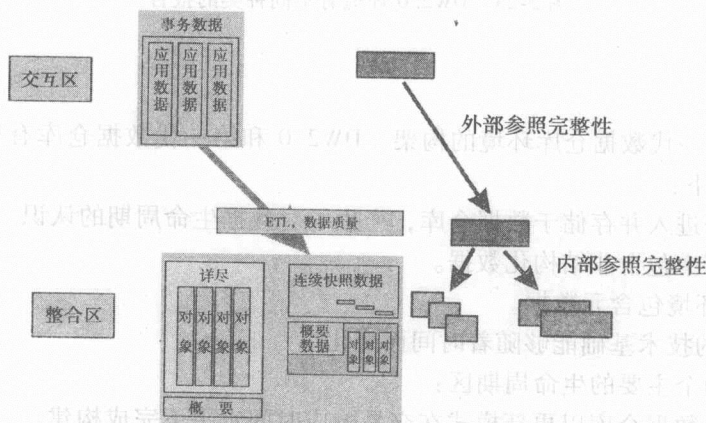 事务数据
应用数据
应用数据
应用数据
交互区
外部参照完整性
ETL，数据质量
内部参照完整性
详尽
对象
对象
对象
对象
连续快照数据
概要
数据
对象
对象
对象
整合区
概 要